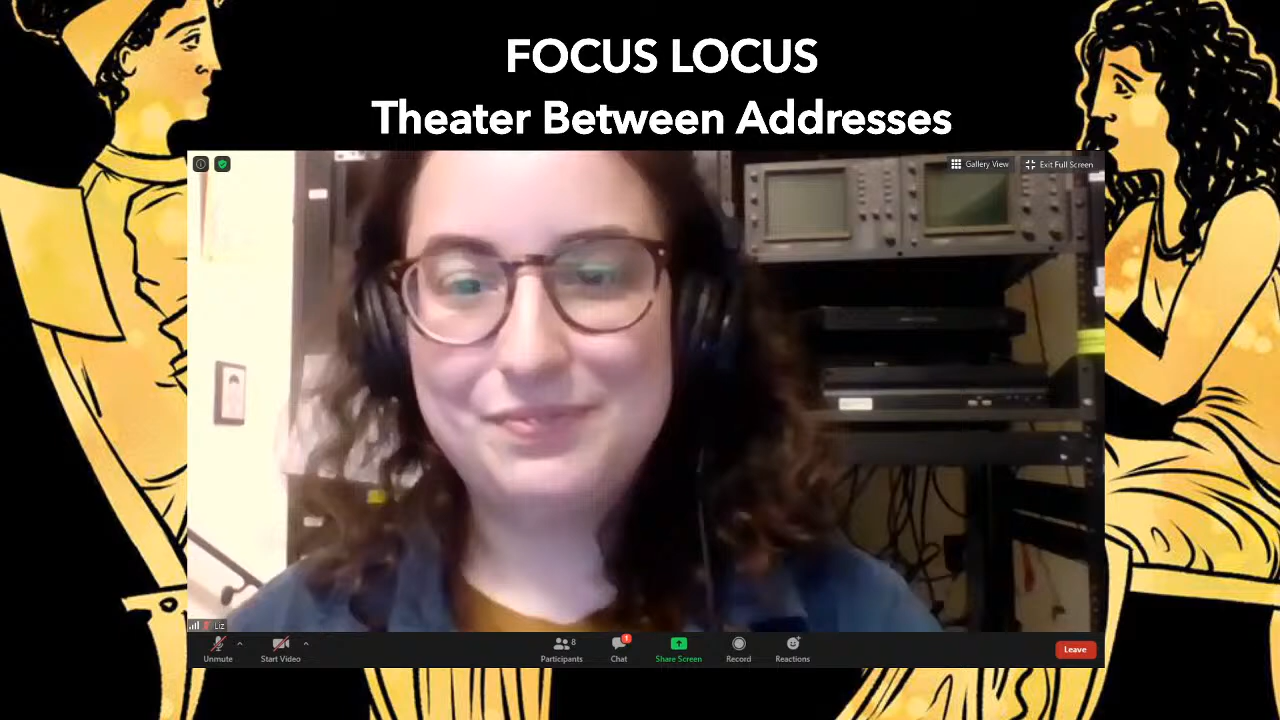 FOCUS LOCUS
Theater Between Addresses
Gallery View
Exit Full Screen
Liz
Unmute
Start Video
Participants 8
Chat 1
Share Screen
Record
Reactions
Leave